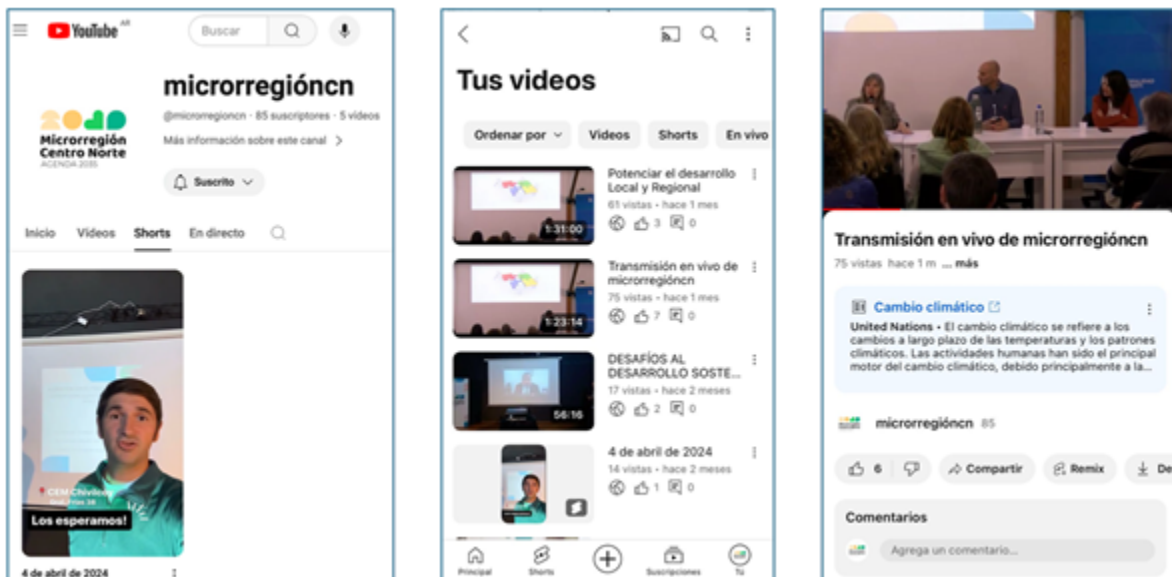 YouTube AR
Buscar
microrregióncn
@microrregioncn · 85 suscriptores · 5 videos
Más información sobre este canal >
Microrregión
Centro Norte
AGENDA 2035
Suscrito
Inicio Videos Shorts En directo
CEM Chivilcoy
Los esperamos!
4 de abril de 2024
Tus videos
Ordenar por Videos Shorts En vivo
Potenciar el desarrollo
Local y Regional
61 vistas · hace 1 mes
3 0
1:31:00
Transmisión en vivo de
microrregióncn
75 vistas · hace 1 mes
7 0
1:23:14
DESAFÍOS AL
DESARROLLO SOSTE...
17 vistas · hace 2 meses
2 0
56:16
4 de abril de 2024
14 vistas · hace 2 meses
1 0
Principal Shorts Suscripciones Tú
Transmisión en vivo de microrregióncn
75 vistas hace 1 m ... más
Cambio climático
United Nations • El cambio climático se refiere a los
cambios a largo plazo de las temperaturas y los patrones
climáticos. Las actividades humanas han sido el principal
motor del cambio climático, debido principalmente a la...
microrregióncn 85
6 Compartir Remix De
Comentarios
Agrega un comentario...